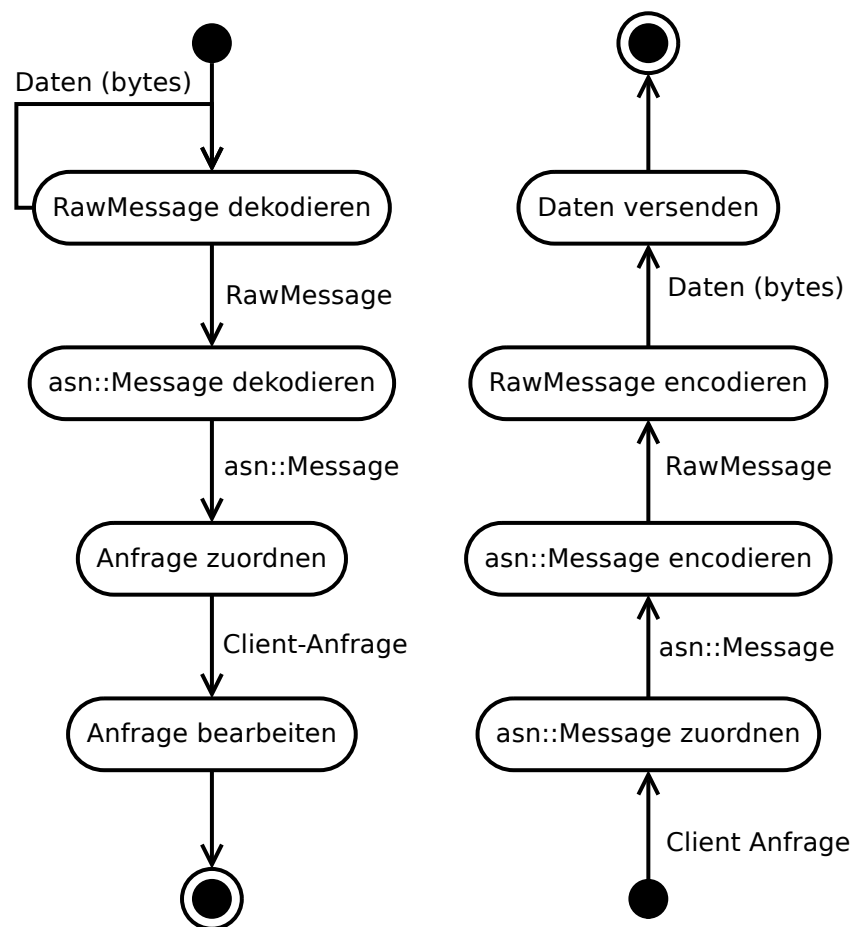 Daten (bytes)
RawMessage dekodieren
RawMessage
asn::Message dekodieren
asn::Message
Anfrage zuordnen
Client-Anfrage
Anfrage bearbeiten
Daten versenden
Daten (bytes)
RawMessage encodieren
RawMessage
asn::Message encodieren
asn::Message
asn::Message zuordnen
Client Anfrage